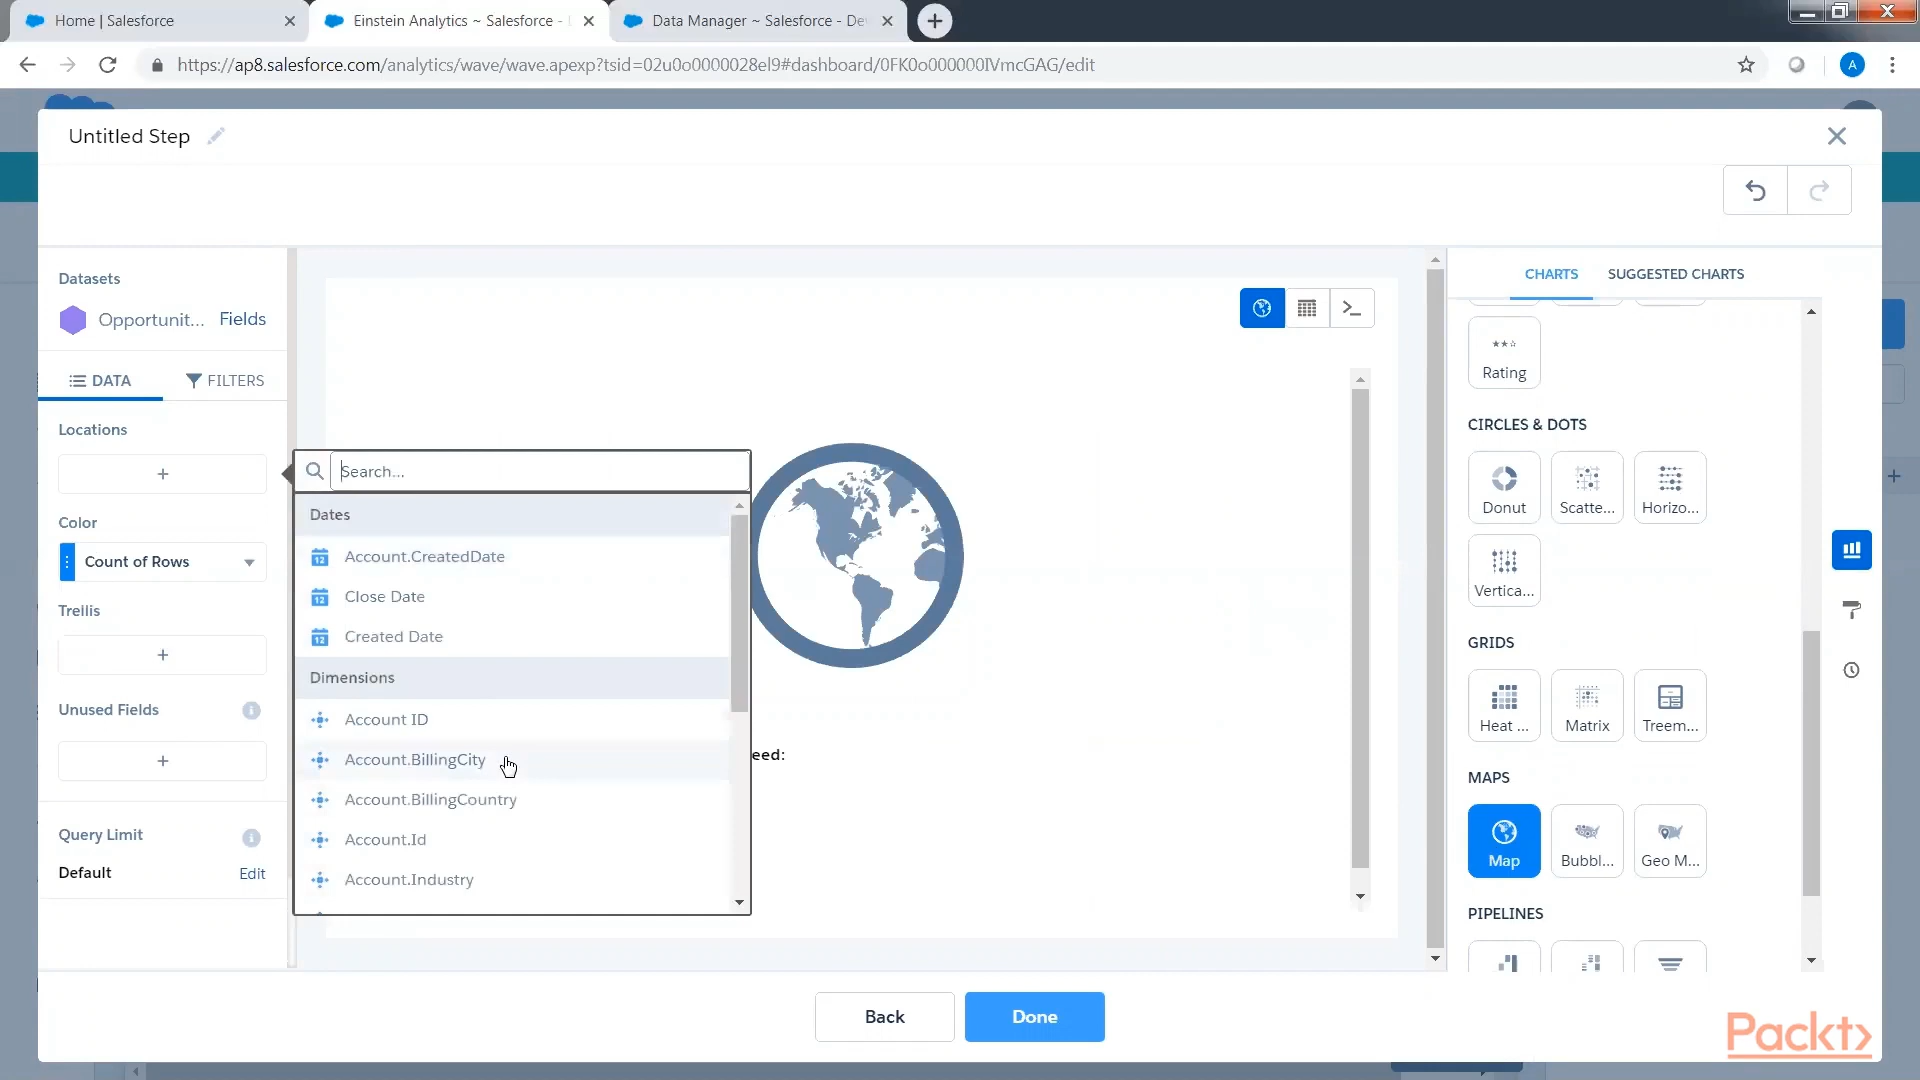 Home | Salesforce
Einstein Analytics ~ Salesforce -
Data Manager ~ Salesforce - De
https://ap8.salesforce.com/analytics/wave/wave.apexp?tsid=02u0o0000028el9#dashboard/0FK0o000000IVmcGAG/edit
A
Untitled Step
Datasets
Opportunit... Fields
DATA FILTERS
Locations
+
Color
Count of Rows
Trellis
+
Unused Fields
+
Query Limit
Default Edit
Search...
Dates
Account.CreatedDate
Close Date
Created Date
Dimensions
Account ID
Account.BillingCity
Account.BillingCountry
Account.Id
Account.Industry
eed:
CHARTS SUGGESTED CHARTS
Rating
CIRCLES & DOTS
Donut Scatte... Horizo...
Vertica...
GRIDS
Heat ... Matrix Treem...
MAPS
Map Bubbl... Geo M...
PIPELINES
Back Done
Packt>